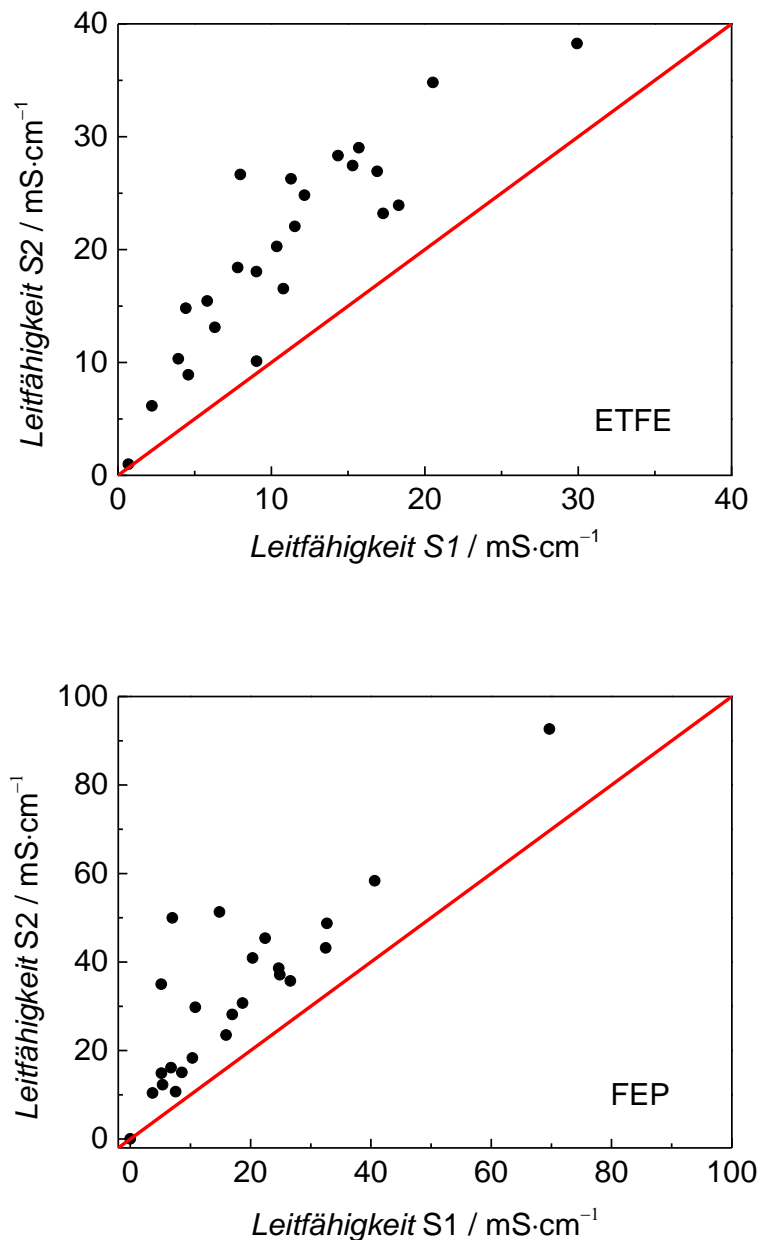 40
30
20
10
0
Leitfähigkeit S2 / mS·cm⁻¹
ETFE
0 10 20 30 40
Leitfähigkeit S1 / mS·cm⁻¹
100
80
60
40
20
0
Leitfähigkeit S2 / mS·cm⁻¹
FEP
0 20 40 60 80 100
Leitfähigkeit S1 / mS·cm⁻¹